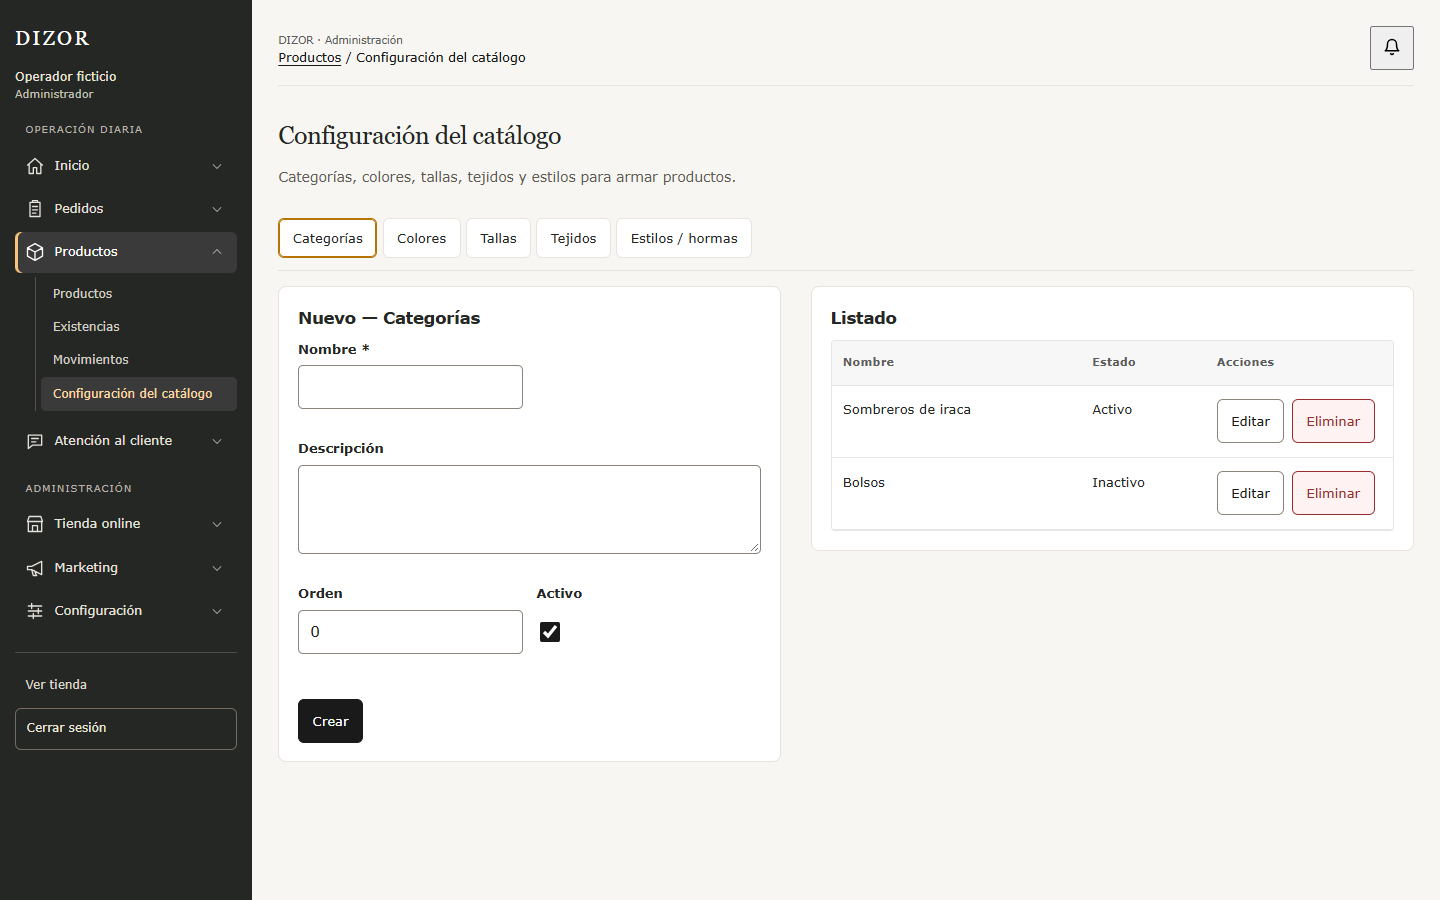 DIZOR
Operador ficticio
Administrador
OPERACIÓN DIARIA
Inicio
Pedidos
Productos
Productos
Existencias
Movimientos
Configuración del catálogo
Atención al cliente
ADMINISTRACIÓN
Tienda online
Marketing
Configuración
Ver tienda
Cerrar sesión
DIZOR · Administración
Productos / Configuración del catálogo
Configuración del catálogo
Categorías, colores, tallas, tejidos y estilos para armar productos.
Categorías Colores Tallas Tejidos Estilos / hormas
Nuevo — Categorías
Nombre *
Descripción
Orden Activo
0
Crear
Listado
Nombre Estado Acciones
Sombreros de iraca Activo Editar Eliminar
Bolsos Inactivo Editar Eliminar